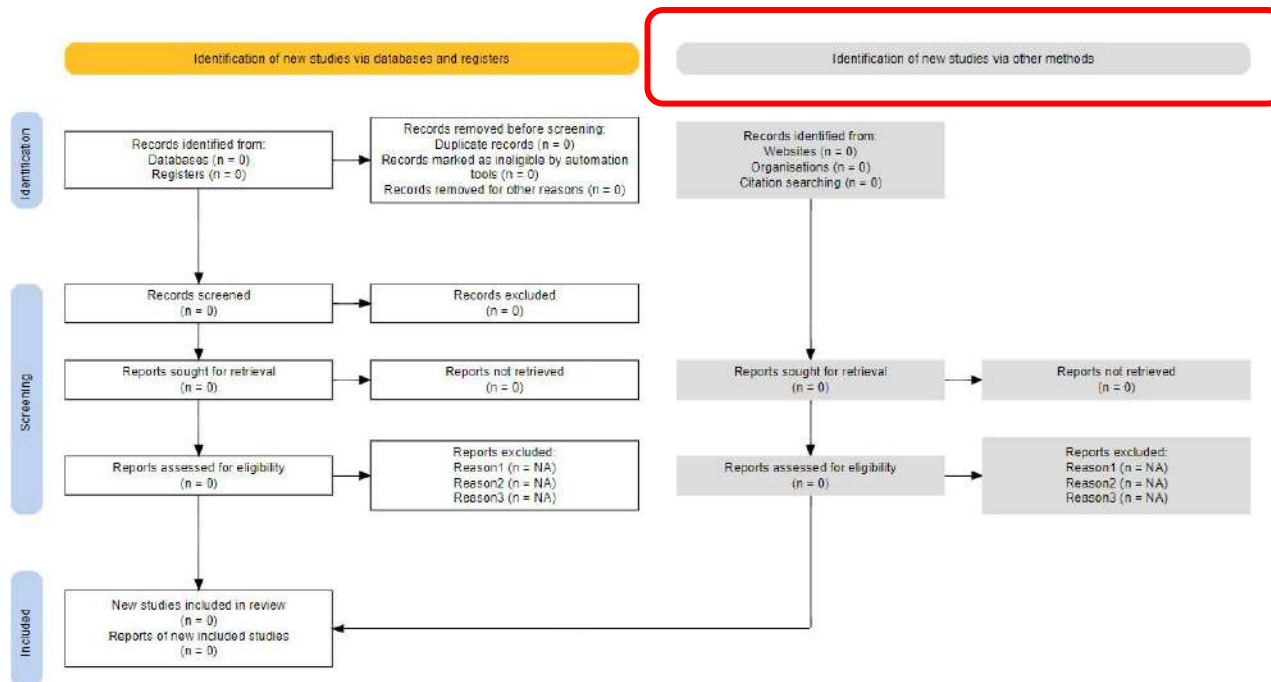 Identification of new studies via databases and registers
Identification of new studies via other methods
Identification
Records identified from:
Databases (n = 0)
Registers (n = 0)
Records removed before screening:
Duplicate records (n = 0)
Records marked as ineligible by automation
tools (n = 0)
Records removed for other reasons (n = 0)
Records identified from:
Websites (n = 0)
Organisations (n = 0)
Citation searching (n = 0)
Screening
Records screened
(n = 0)
Records excluded
(n = 0)
Reports sought for retrieval
(n = 0)
Reports not retrieved
(n = 0)
Reports sought for retrieval
(n = 0)
Reports not retrieved
(n = 0)
Reports assessed for eligibility
(n = 0)
Reports excluded:
Reason1 (n = NA)
Reason2 (n = NA)
Reason3 (n = NA)
Reports assessed for eligibility
(n = 0)
Reports excluded:
Reason1 (n = NA)
Reason2 (n = NA)
Reason3 (n = NA)
Included
New studies included in review
(n = 0)
Reports of new included studies
(n = 0)